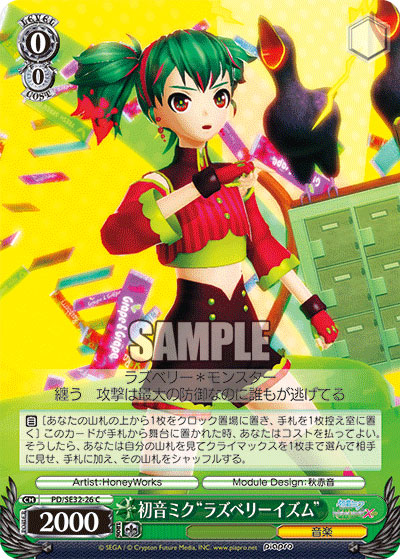 LEVEL
0
0
COST
Grape&Grape
SAMPLE
ラズベリー＊モンスター
纏う 攻撃は最大の防御なのに誰もが逃げてる
自［あなたの山札の上から1枚をクロック置場に置き、手札を1枚控え室に置
く］ このカードが手札から舞台に置かれた時、あなたはコストを払ってよい。
そうしたら、あなたは自分の山札を見てクライマックスを1枚まで選んで相手
に見せ、手札に加え、その山札をシャッフルする。
Artist:HoneyWorks
Module Design:秋赤音
CH
PD/SE32-26 C
2000
初音ミク“ラズベリーイズム”
音楽
© SEGA / © Crypton Future Media, INC. www.piapro.net
piapro